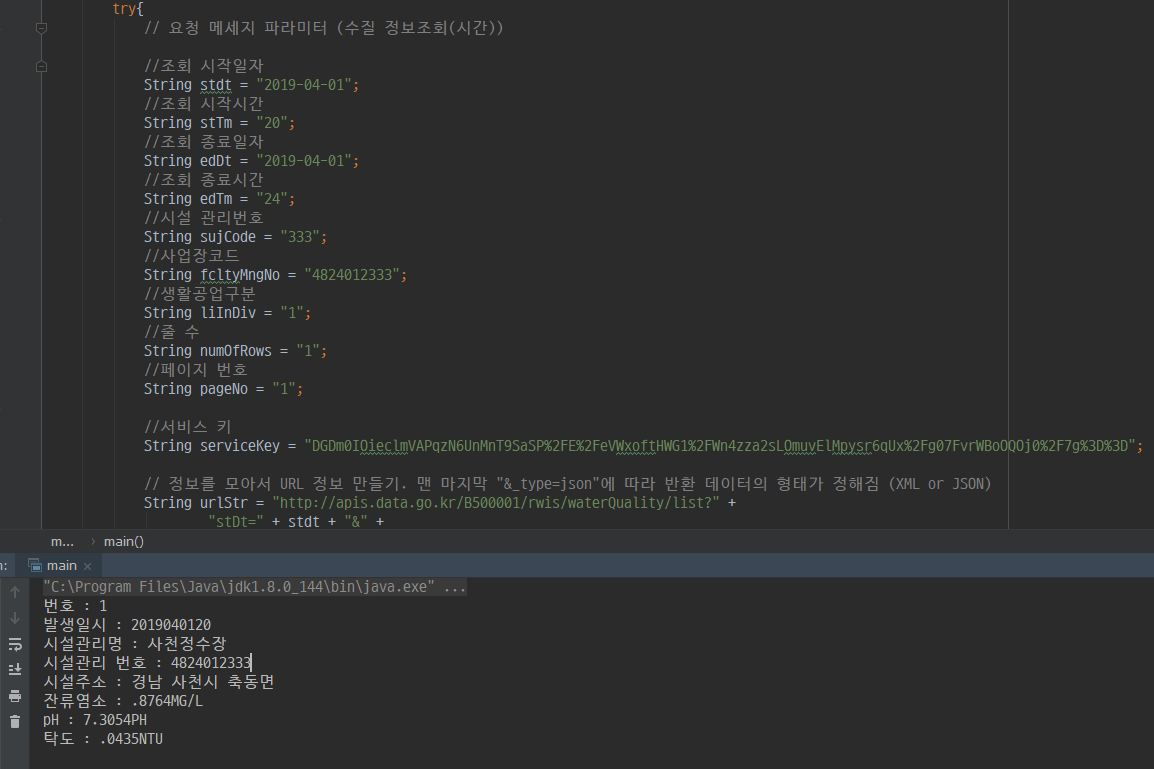 try{
// 요청 메세지 파라미터 (수질 정보조회(시간))
//조회 시작일자
String stdt = "2019-04-01";
//조회 시작시간
String stTm = "20";
//조회 종료일자
String edDt = "2019-04-01";
//조회 종료시간
String edTm = "24";
//시설 관리번호
String sujCode = "333";
//사업장코드
String fcltyMngNo = "4824012333";
//생활공업구분
String liInDiv = "1";
//줄 수
String numOfRows = "1";
//페이지 번호
String pageNo = "1";
//서비스 키
String serviceKey = "DGDm0IOieclmVAPqzN6UnMnT9SaSP%2FE%2FeVWxoftHWG1%2FWn4zza2sLOmuvElMpysr6qUx%2Fg07FvrWBoOQOj0%2F7g%3D%3D";
// 정보를 모아서 URL 정보 만들기. 맨 마지막 "&_type=json"에 따라 반환 데이터의 형태가 정해짐 (XML or JSON)
String urlStr = "http://apis.data.go.kr/B500001/rwis/waterQuality/list?" +
"stDt=" + stdt + "&" +
m... › main()
n: main ×
"C:\Program Files\Java\jdk1.8.0_144\bin\java.exe" ...
번호 : 1
발생일시 : 2019040120
시설관리명 : 사천정수장
시설관리 번호 : 4824012333
시설주소 : 경남 사천시 축동면
잔류염소 : .8764MG/L
pH : 7.3054PH
탁도 : .0435NTU